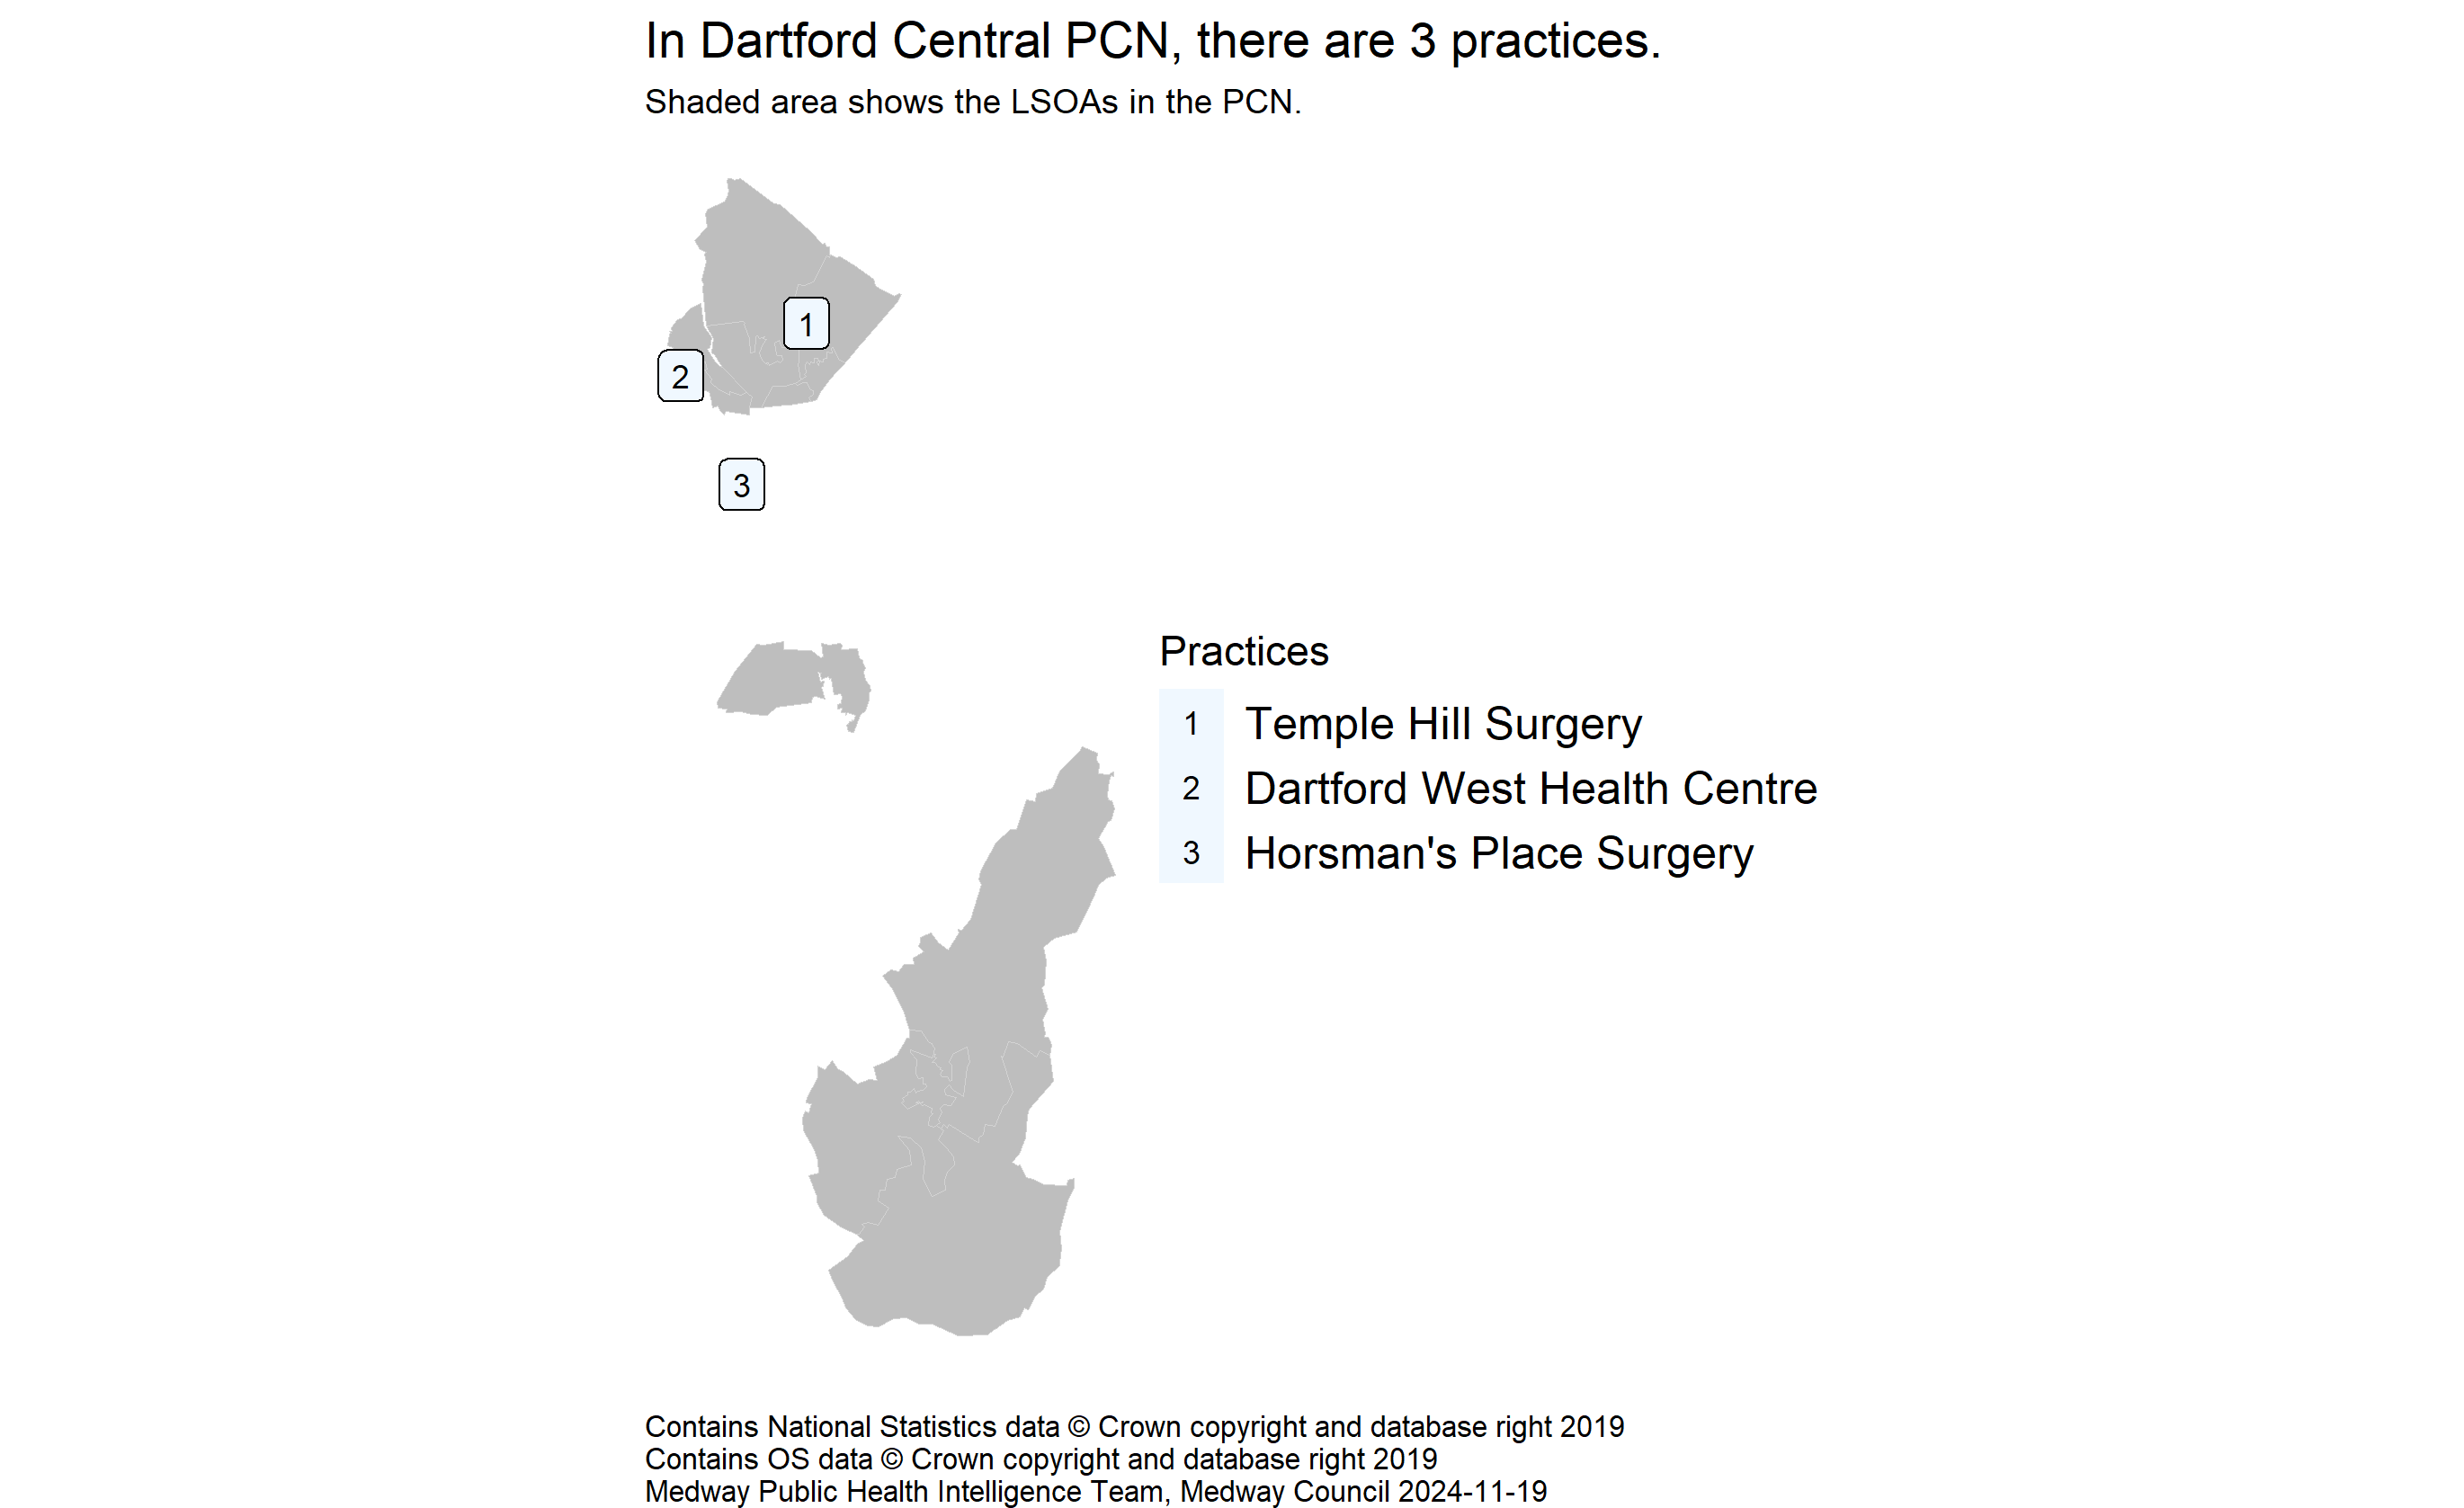 In Dartford Central PCN, there are 3 practices.
Shaded area shows the LSOAs in the PCN.
1
2
3
Practices
1 Temple Hill Surgery
2 Dartford West Health Centre
3 Horsman's Place Surgery
Contains National Statistics data © Crown copyright and database right 2019
Contains OS data © Crown copyright and database right 2019
Medway Public Health Intelligence Team, Medway Council 2024-11-19